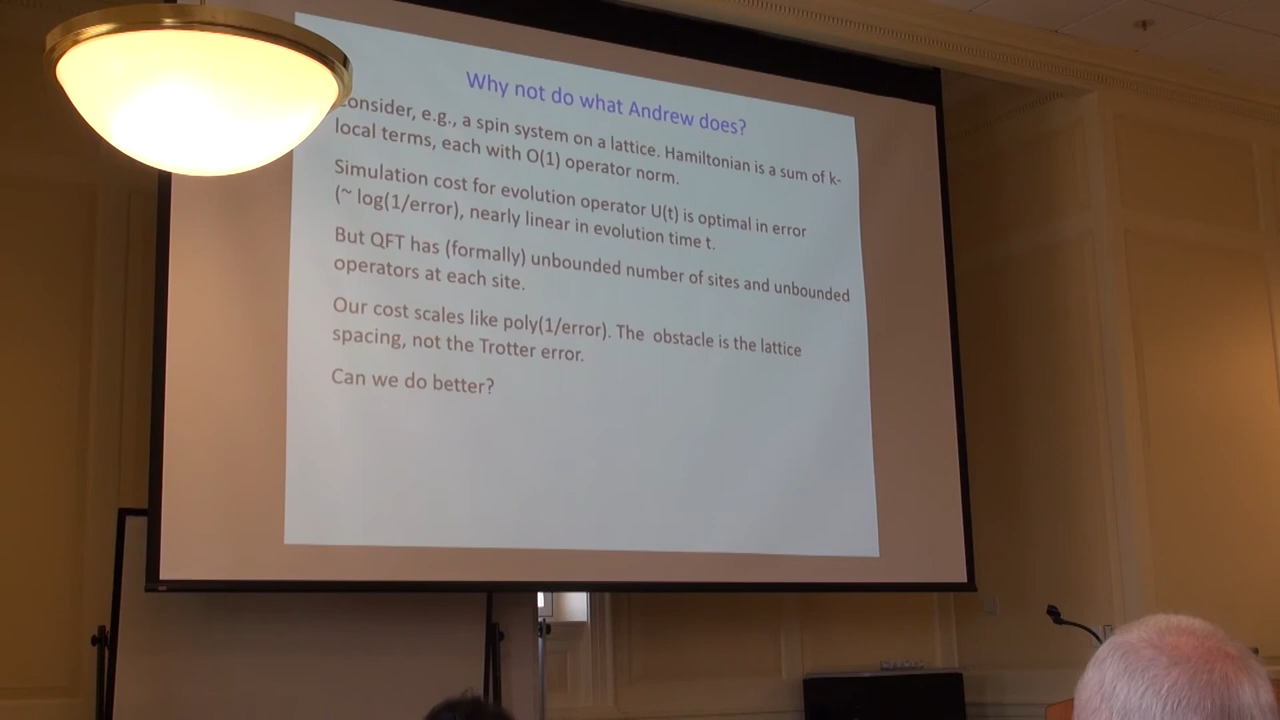 Why not do what Andrew does?
Consider, e.g., a spin system on a lattice. Hamiltonian is a sum of k-
local terms, each with O(1) operator norm.
Simulation cost for evolution operator U(t) is optimal in error
(~ log(1/error), nearly linear in evolution time t.
But QFT has (formally) unbounded number of sites and unbounded
operators at each site.
Our cost scales like poly(1/error). The  obstacle is the lattice
spacing, not the Trotter error.
Can we do better?